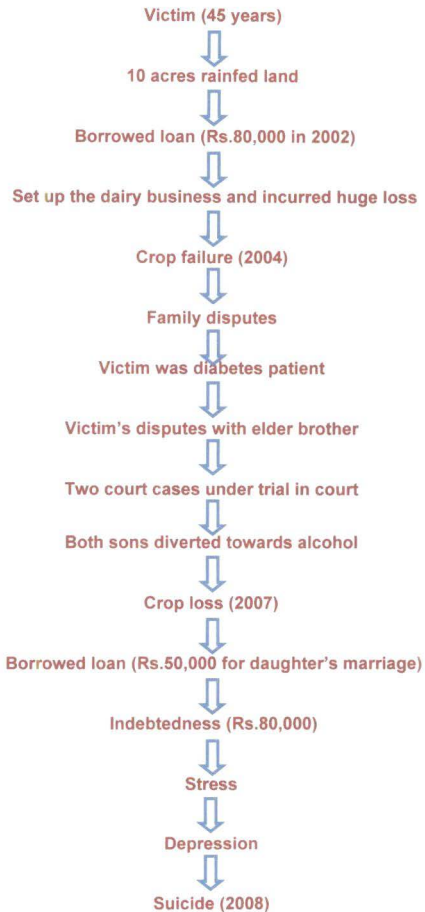 Victim (45 years)
10 acres rainfed land
Borrowed loan (Rs.80,000 in 2002)
Set up the dairy business and incurred huge loss
Crop failure (2004)
Family disputes
Victim was diabetes patient
Victim's disputes with elder brother
Two court cases under trial in court
Both sons diverted towards alcohol
Crop loss (2007)
Borrowed loan (Rs.50,000 for daughter's marriage)
Indebtedness (Rs.80,000)
Stress
Depression
Suicide (2008)